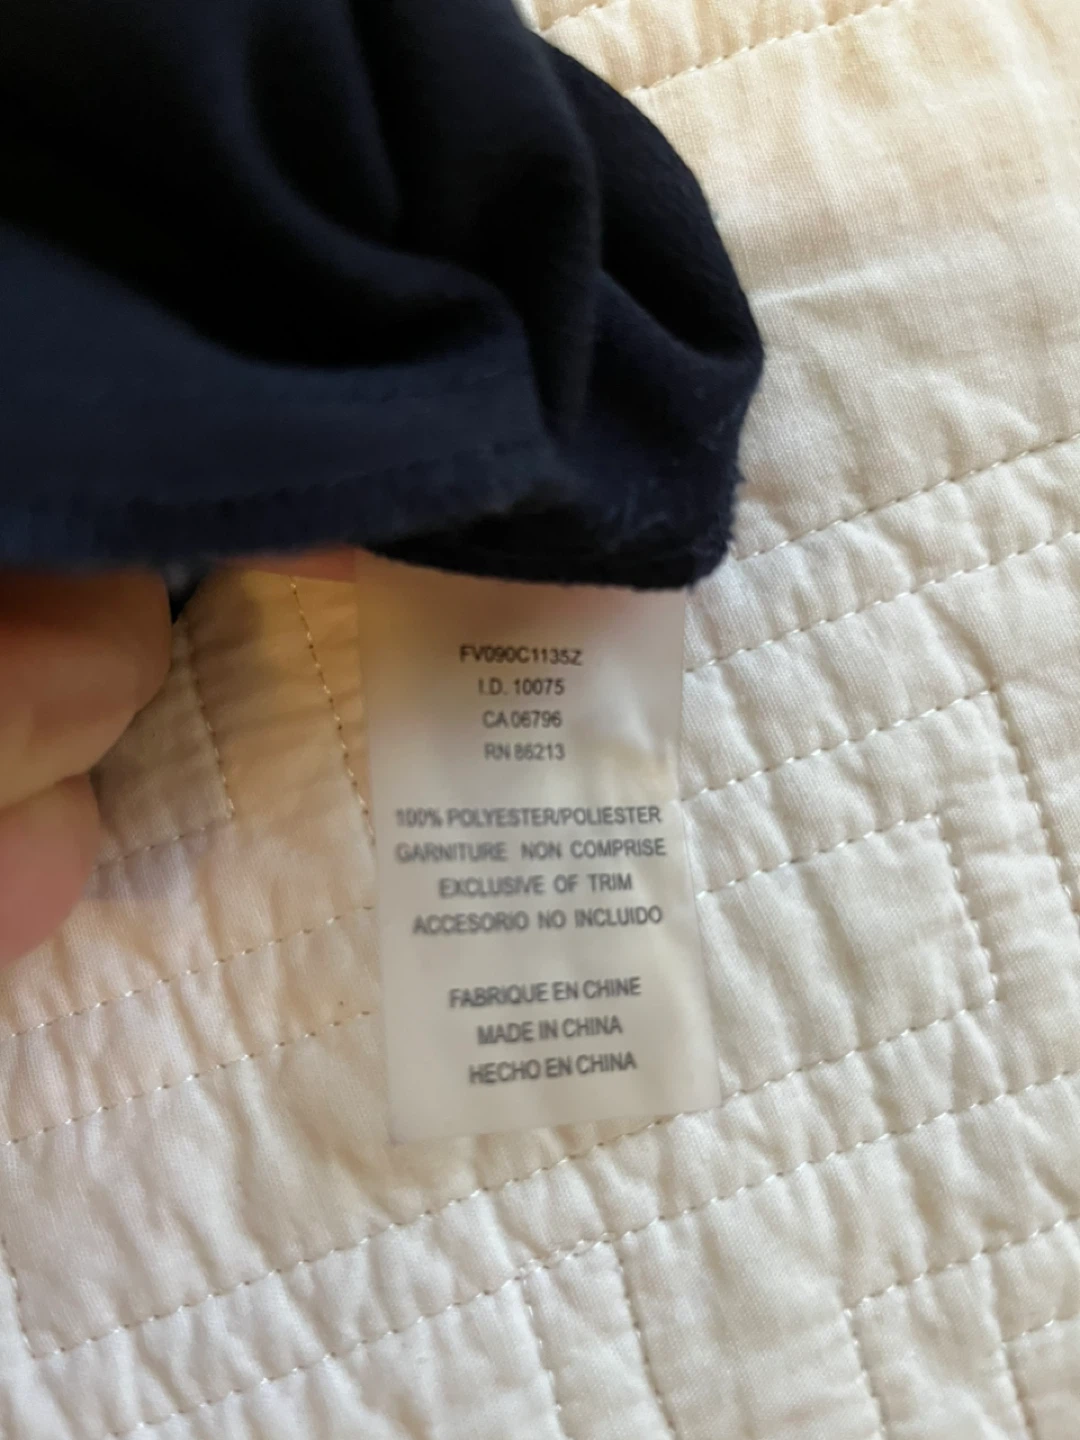 FV090C1135Z
I.D. 10075
CA 06796
RN 86213
100% POLYESTER/POLIESTER
GARNITURE NON COMPRISE
EXCLUSIVE OF TRIM
ACCESORIO NO INCLUIDO
FABRIQUE EN CHINE
MADE IN CHINA
HECHO EN CHINA